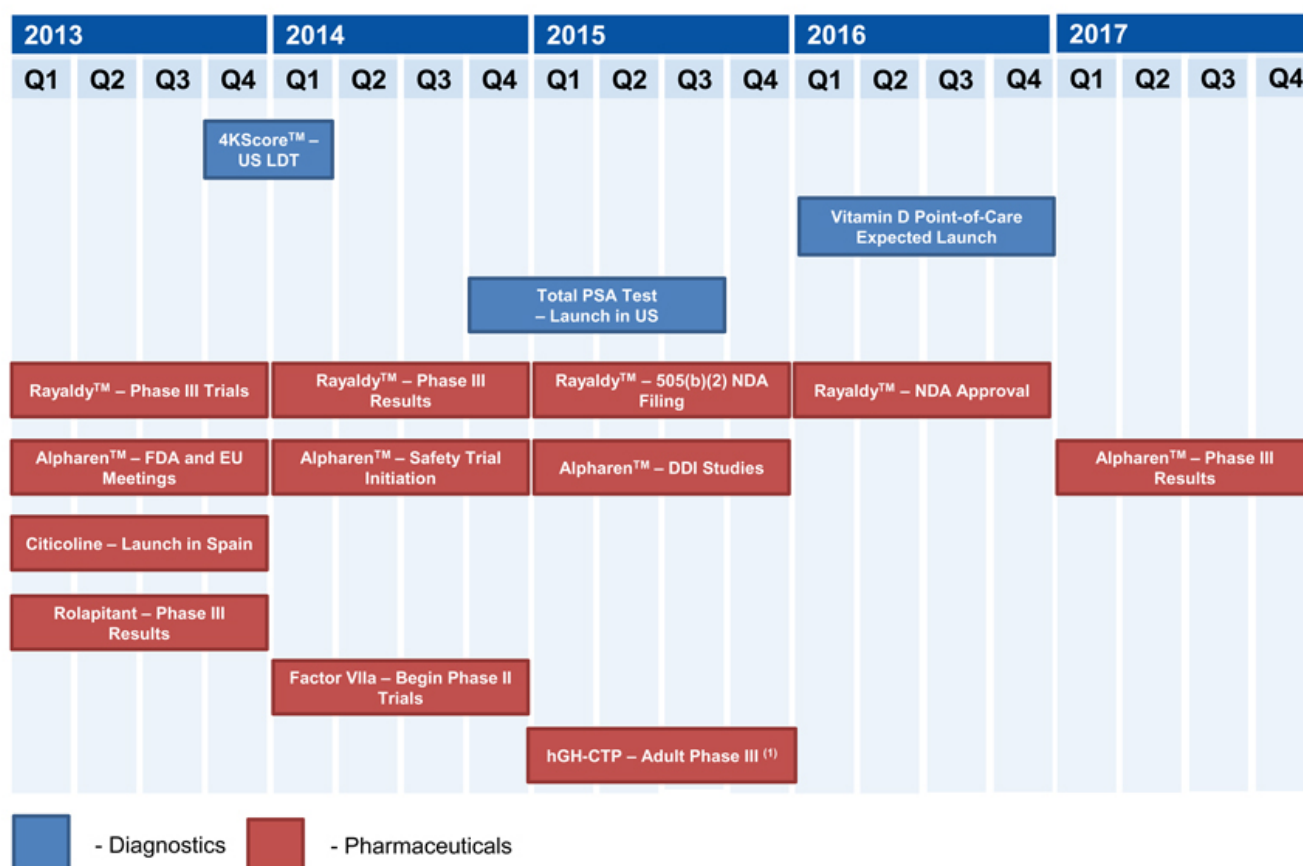 2013 2014 2015 2016 2017
Q1 Q2 Q3 Q4 Q1 Q2 Q3 Q4 Q1 Q2 Q3 Q4 Q1 Q2 Q3 Q4 Q1 Q2 Q3 Q4
4KScore™ –
US LDT
Vitamin D Point-of-Care
Expected Launch
Total PSA Test
– Launch in US
Rayaldy™ – Phase III Trials
Rayaldy™ – Phase III
Results
Rayaldy™ – 505(b)(2) NDA
Filing
Rayaldy™ – NDA Approval
Alpharen™ – FDA and EU
Meetings
Alpharen™ – Safety Trial
Initiation
Alpharen™ – DDI Studies
Alpharen™ – Phase III
Results
Citicoline – Launch in Spain
Rolapitant – Phase III
Results
Factor VIIa – Begin Phase II
Trials
hGH-CTP – Adult Phase III (1)
- Diagnostics
- Pharmaceuticals